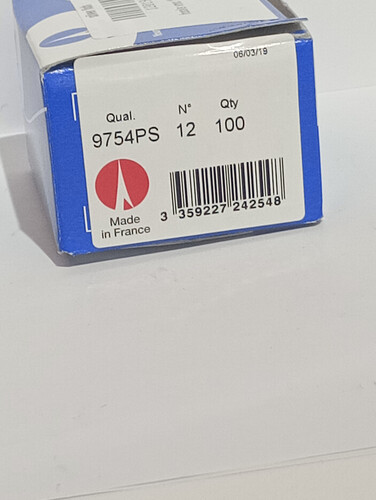 06/03/19
Qual. N° Qty
9754PS 12 100
Made
in France
3 359227 242548